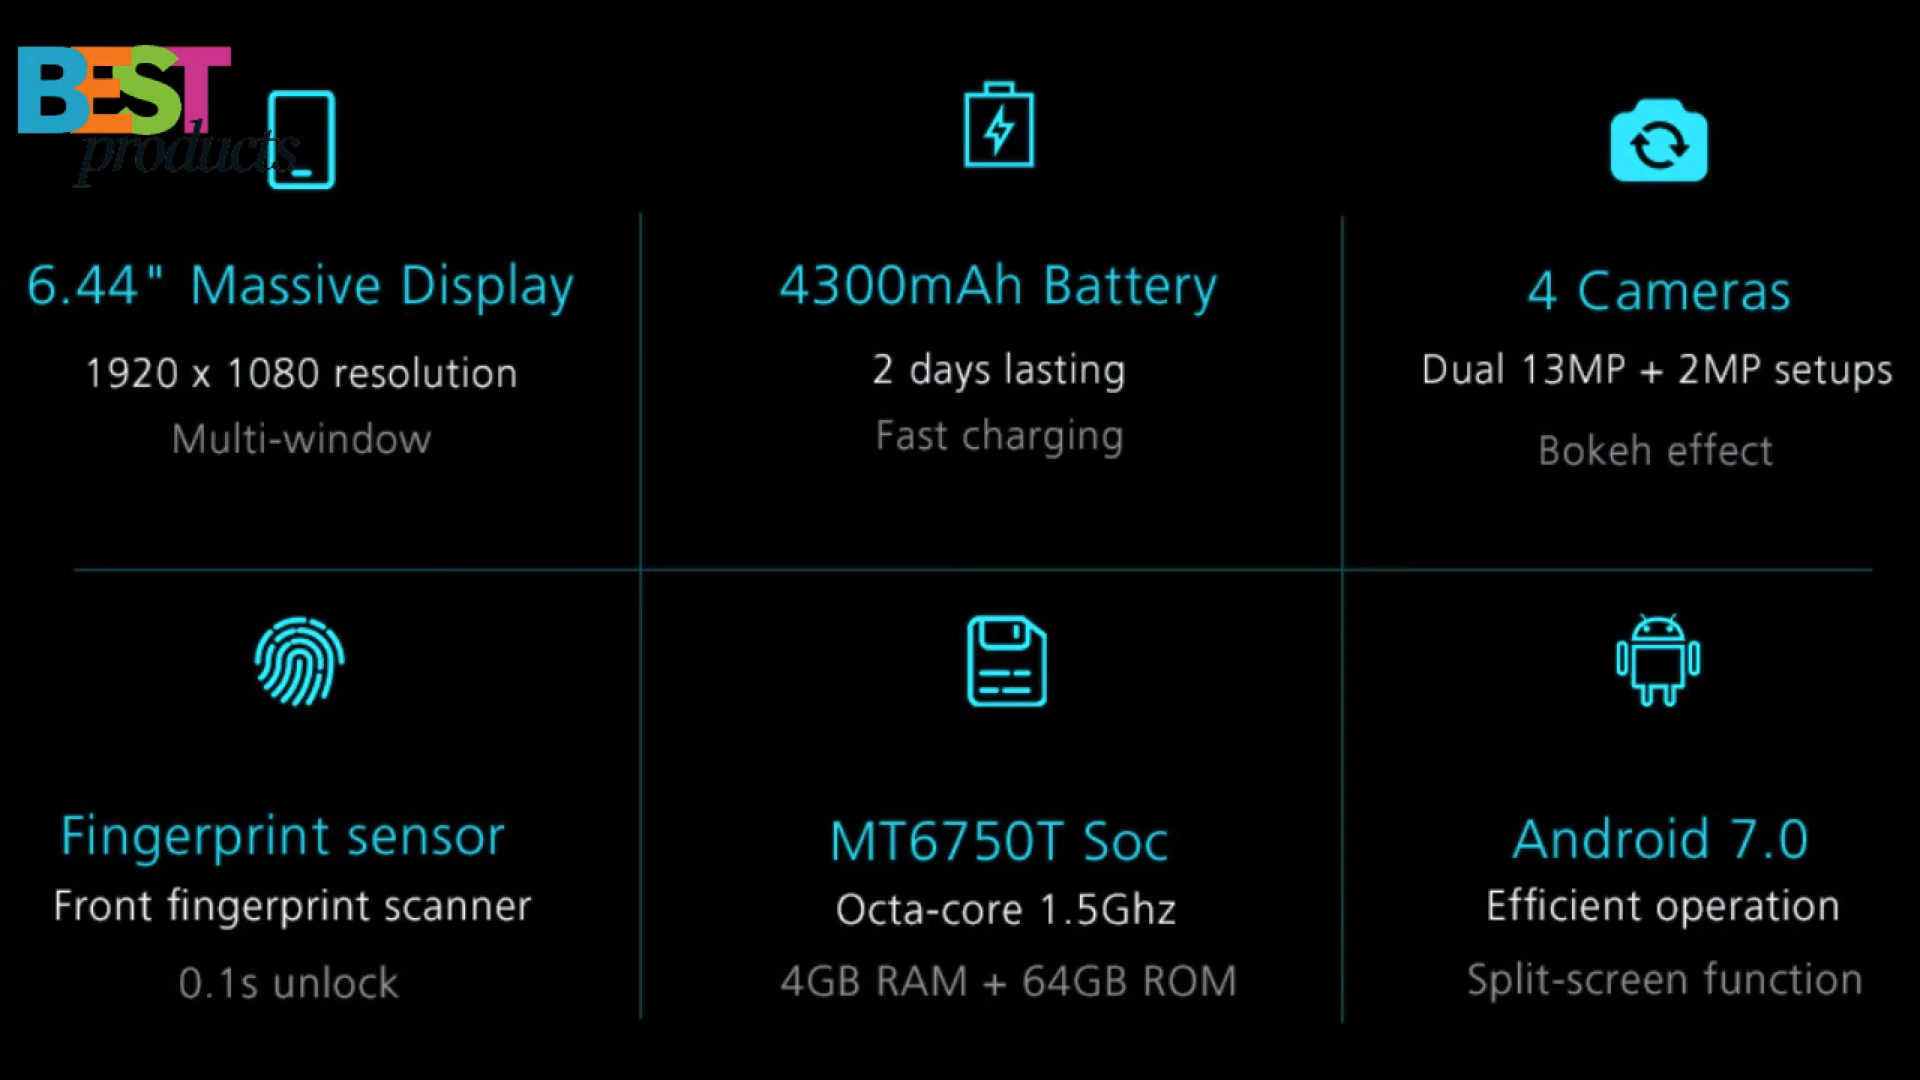 BEST
products
6.44" Massive Display
1920 x 1080 resolution
Multi-window
4300mAh Battery
2 days lasting
Fast charging
4 Cameras
Dual 13MP + 2MP setups
Bokeh effect
Fingerprint sensor
Front fingerprint scanner
0.1s unlock
MT6750T Soc
Octa-core 1.5Ghz
4GB RAM + 64GB ROM
Android 7.0
Efficient operation
Split-screen function